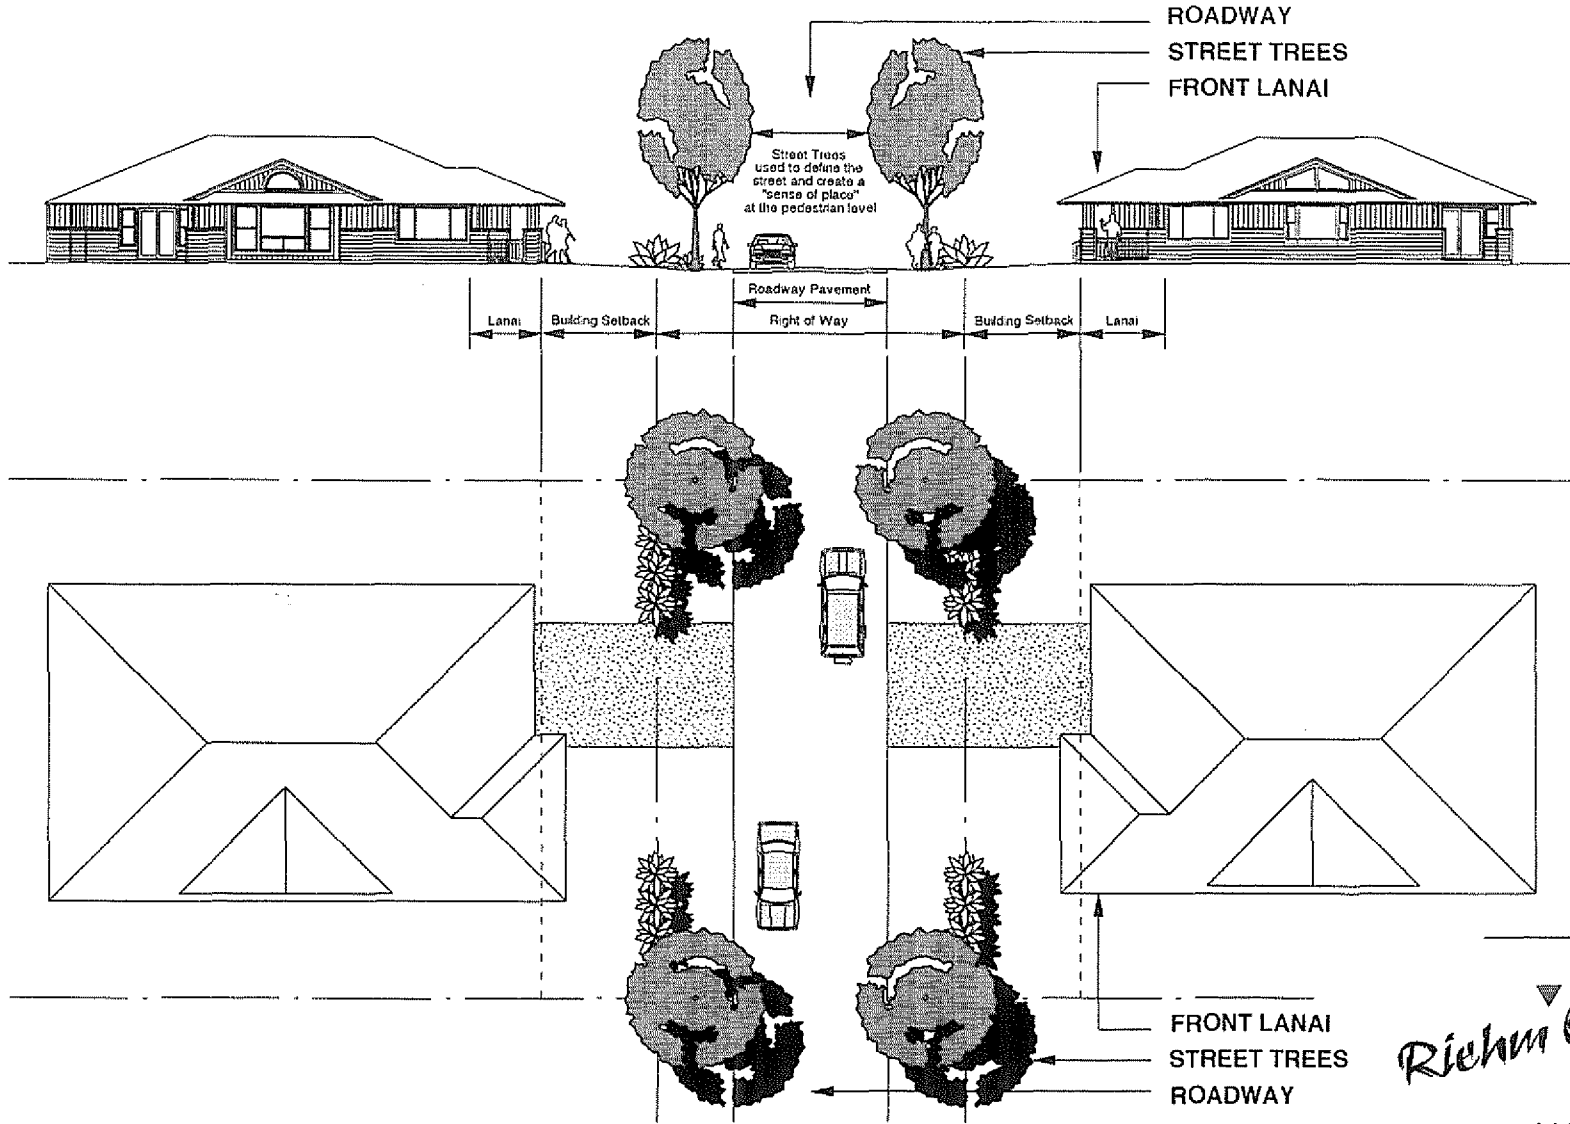 ROADWAY
STREET TREES
FRONT LANAI
Street Trees
used to define the
street and create a
"sense of place"
at the pedestrian level
Roadway Pavement
Lanai
Building Setback
Right of Way
Building Setback
Lanai
FRONT LANAI
STREET TREES
ROADWAY
Riehm